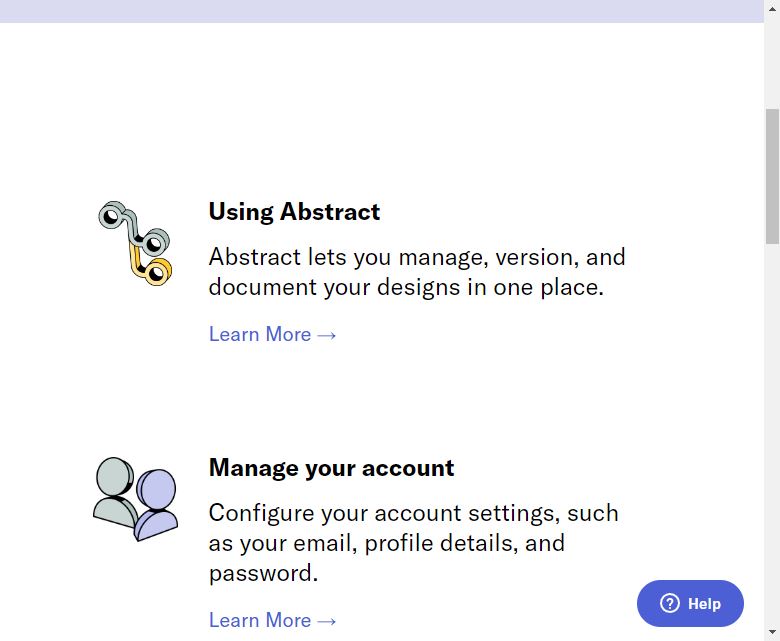 Using Abstract
Abstract lets you manage, version, and
document your designs in one place.
Learn More →
Manage your account
Configure your account settings, such
as your email, profile details, and
password.
Learn More →
Help